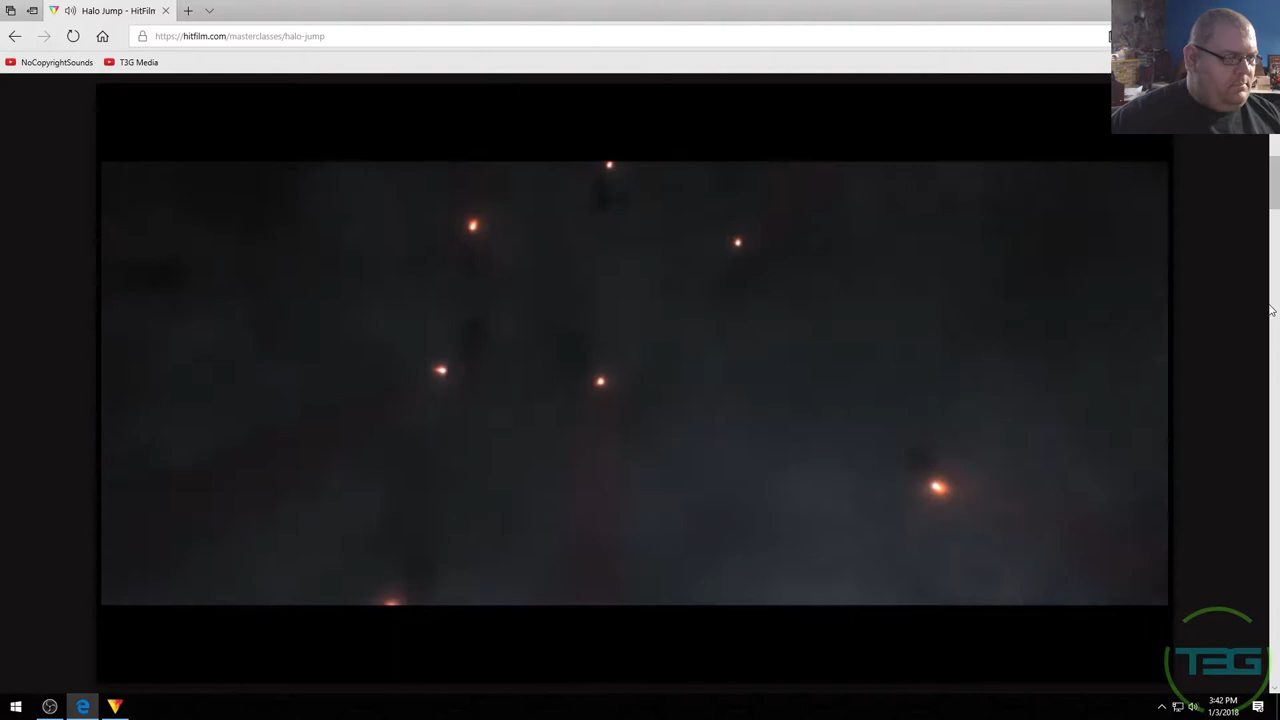 Halo Jump - HitFilm
https://hitfilm.com/masterclasses/halo-jump
NoCopyrightSounds
T3G Media
T3G
3:42 PM
1/3/2018